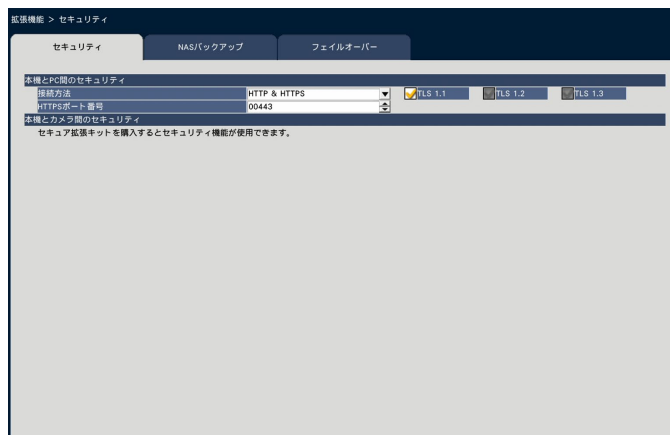 拡張機能 > セキュリティ
セキュリティ NASバックアップ フェイルオーバー
本機とPC間のセキュリティ
接続方法 HTTP & HTTPS TLS 1.1 TLS 1.2 TLS 1.3
HTTPSポート番号 00443
本機とカメラ間のセキュリティ
セキュア拡張キットを購入するとセキュリティ機能が使用できます。